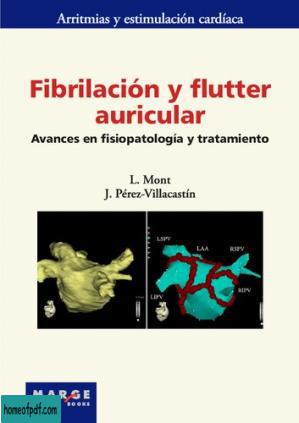 Arritmias y estimulación cardíaca
Fibrilación y flutter
auricular
Avances en fisiopatología y tratamiento
L. Mont
J. Pérez-Villacastín
LSPV
LAA
RSPV
LIPV
RIPV
MARGE
BOOKS
homeofpdf.com